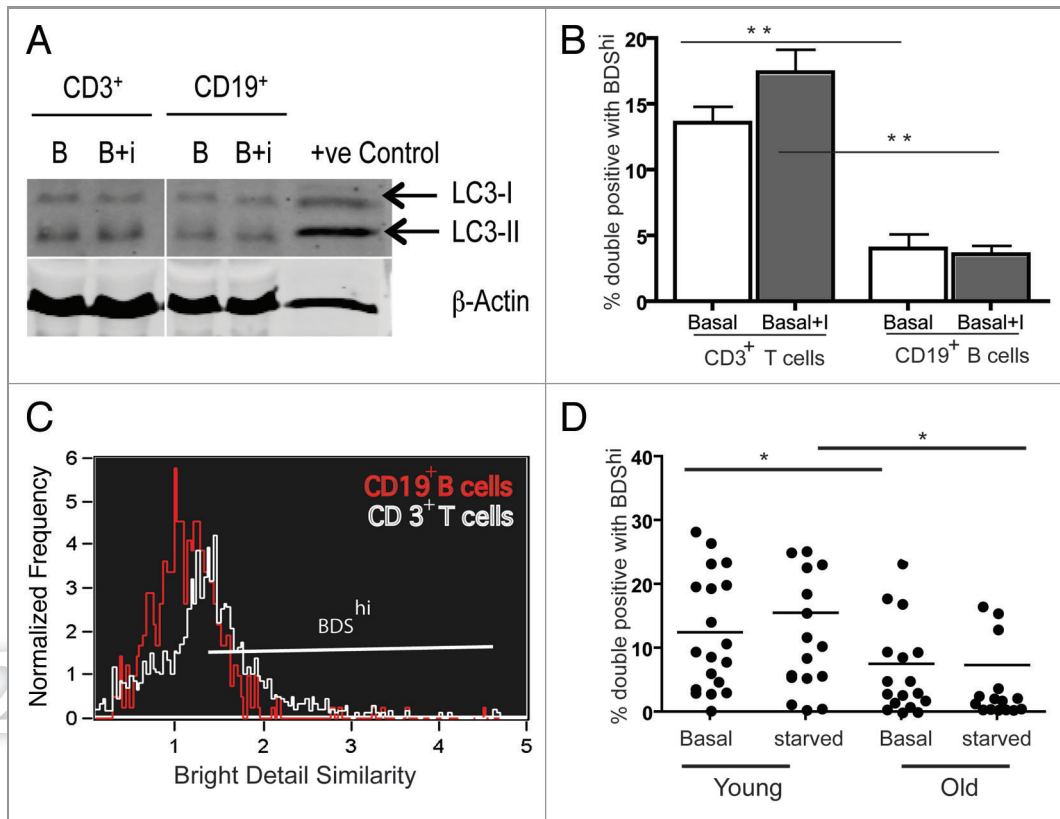 A
CD3⁺ CD19⁺
B B+i B B+i +ve Control
LC3-I
LC3-II
β-Actin
B
% double positive with BDSʰⁱ
20
15
10
5
0
* *
* *
Basal Basal+I Basal Basal+I
CD3⁺ T cells CD19⁺ B cells
C
Normalized Frequency
6
5
4
3
2
1
0
CD19⁺ B cells
CD 3⁺ T cells
BDSʰⁱ
1 2 3 4 5
Bright Detail Similarity
D
% double positive with BDSʰⁱ
40
30
20
10
0
*
*
Basal starved Basal starved
Young Old